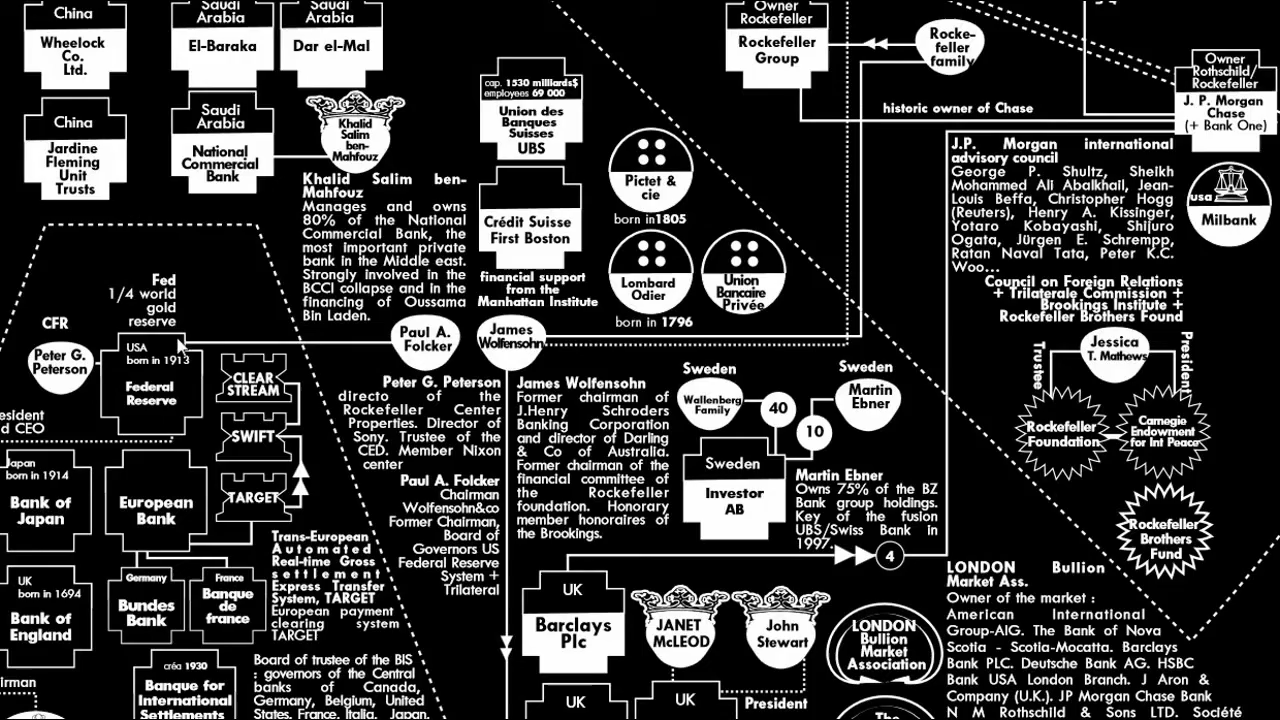 China
Wheelock
Co.
Ltd.
Saudi
Arabia
El-Baraka
Saudi
Arabia
Dar el-Mal
Owner
Rockefeller
Rockefeller
Group
Rocke-
feller
family
historic owner of Chase
Owner
Rothschild/
Rockefeller
J. P. Morgan
Chase
(+ Bank One)
China
Jardine
Fleming
Unit
Trusts
Saudi
Arabia
National
Commercial
Bank
Khalid
Salim
ben-
Mahfouz
Khalid Salim ben-
Mahfouz
Manages and owns
80% of the National
Commercial Bank, the
most important private
bank in the Middle east.
Strongly involved in the
BCCI collapse and in the
financing of Oussama
Bin Laden.
cap. 1530 milliards$
employees 69 000
Union des
Banques
Suisses
UBS
Crédit Suisse
First Boston
financial support
from the
Manhattan Institute
Pictet &
cie
born in1805
Lombard
Odier
born in 1796
Union
Bancaire
Privée
J.P. Morgan international
advisory council
George P. Shultz, Sheikh
Mohammed Ali Abalkhail, Jean-
Louis Beffa, Christopher Hogg
(Reuters), Henry A. Kissinger,
Yotaro Kobayashi, Shijuro
Ogata, Jürgen E. Schrempp,
Ratan Naval Tata, Peter K.C.
Woo...
Council on Foreign Relations
+ Trilaterale Commission +
Brookings Institute +
Rockefeller Brothers Found
usa
Milbank
Jessica
T. Mathews
Trustee
President
Rockefeller
Foundation
Carnegie
Endowment
for Int Peace
Rockefeller
Brothers
Fund
Fed
1/4 world
gold
reserve
CFR
Peter G.
Peterson
USA
born in 1913
Federal
Reserve
CLEAR
STREAM
SWIFT
TARGET
Paul A.
Folcker
James
Wolfensohn
Peter G. Peterson
directo of the
Rockefeller Center
Properties. Director of
Sony. Trustee of the
CED. Member Nixon
center
Paul A. Folcker
Chairman
Wolfensohn&co
Former Chairman,
Board of
Governors US
Federal Reserve
System +
Trilateral
James Wolfensohn
Former chairman of
J.Henry Schroders
Banking Corporation
and director of Darling
& Co of Australia.
Former chairman of the
financial committee of
the Rockefeller
foundation. Honorary
member honoraires of
the Brookings.
Sweden
Wallenberg
Family
40
10
Sweden
Martin
Ebner
Sweden
Investor
AB
Martin Ebner
Owns 75% of the BZ
Bank group holdings.
Key of the fusion
UBS/Swiss Bank in
1997.
4
Japan
born in 1914
Bank of
Japan
European
Bank
UK
born in 1694
Bank of
England
Germany
Bundes
Bank
France
Banque
de
france
Trans-European
Automated
Real-time Gross
settlement
Express Transfer
System, TARGET
European payment
clearing system
TARGET
créa 1930
Banque for
International
Settlements
Board of trustee of the BIS
: governors of the Central
banks of Canada,
Germany, Belgium, United
States, France, Italia, Japan,
UK
Barclays
Plc
UK
JANET
McLEOD
John
Stewart
UK
President
LONDON
Bullion
Market
Association
The
LONDON Bullion
Market Ass.
Owner of the market :
American International
Group-AIG. The Bank of Nova
Scotia - Scotia-Mocatta. Barclays
Bank PLC. Deutsche Bank AG. HSBC
Bank USA London Branch. J Aron &
Company (U.K.). JP Morgan Chase Bank
N M Rothschild & Sons LTD. Société